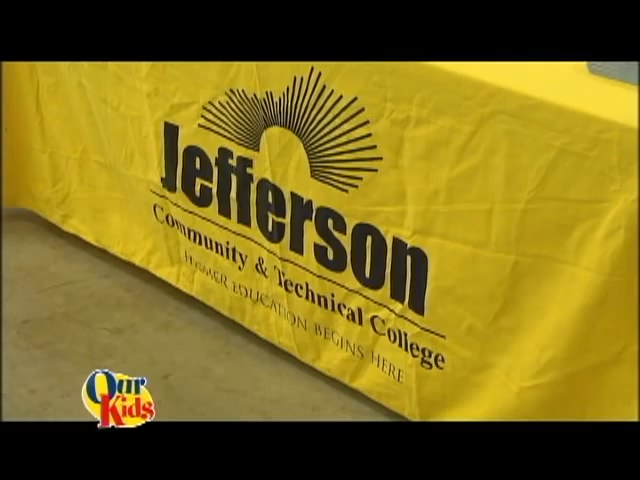 Jefferson
Community & Technical College
HIGHER EDUCATION BEGINS HERE
Our
Kids